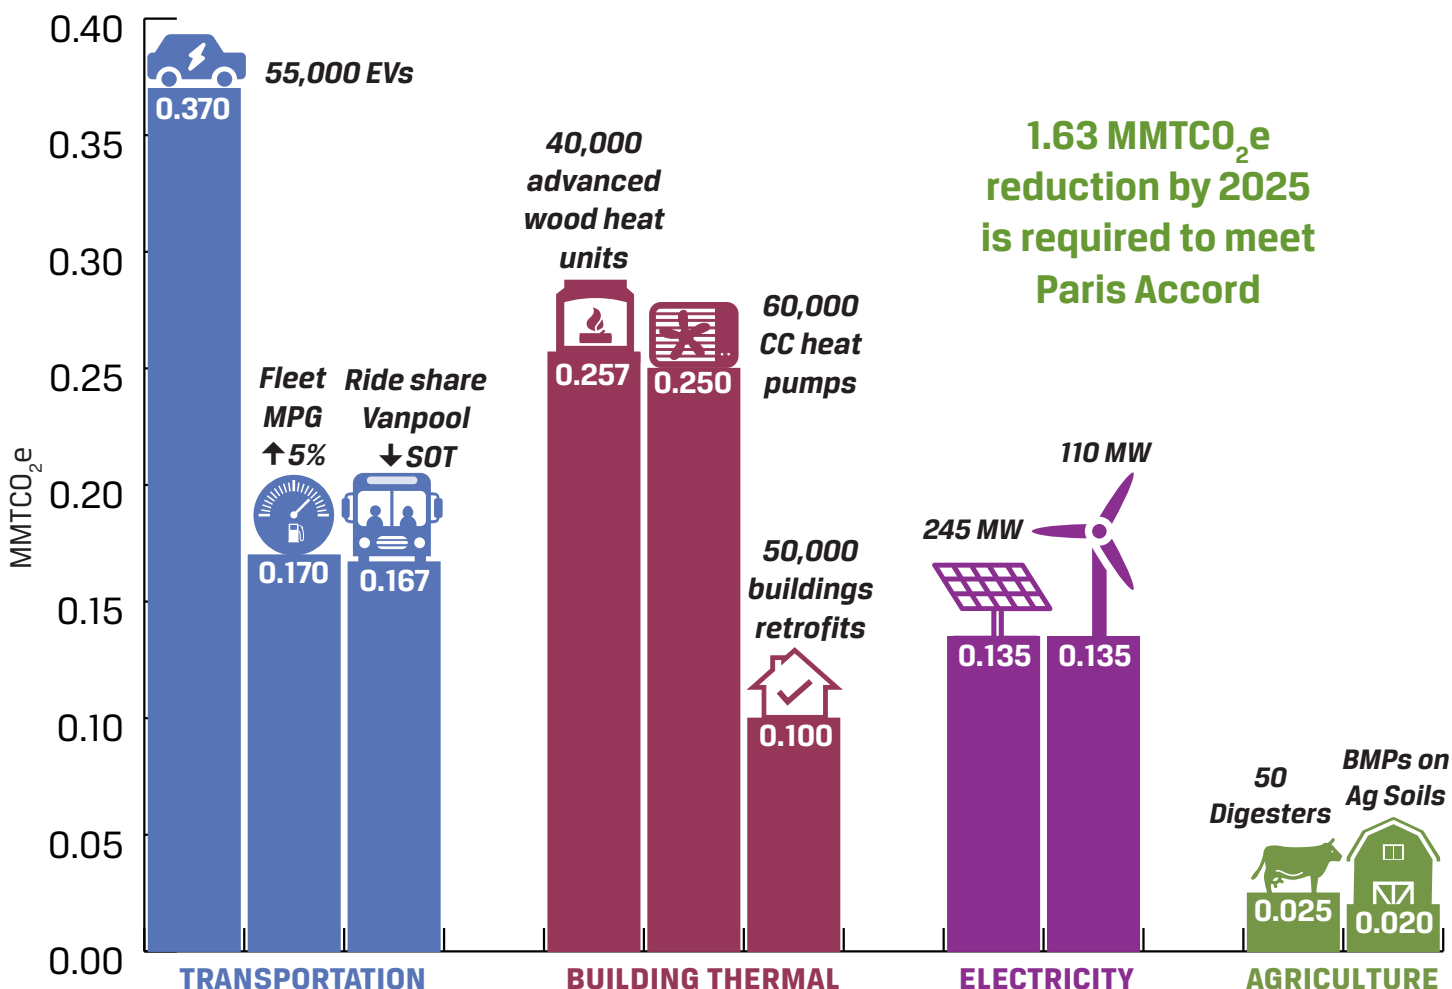 0.40
0.35
0.30
0.25
0.20
0.15
0.10
0.05
0.00
MMTCO₂e
55,000 EVs
0.370
Fleet
MPG
↑5%
0.170
Ride share
Vanpool
↓SOT
0.167
TRANSPORTATION
40,000
advanced
wood heat
units
0.257
60,000
CC heat
pumps
0.250
50,000
buildings
retrofits
0.100
BUILDING THERMAL
1.63 MMTCO₂e
reduction by 2025
is required to meet
Paris Accord
245 MW
0.135
110 MW
0.135
ELECTRICITY
50
Digesters
0.025
BMPs on
Ag Soils
0.020
AGRICULTURE